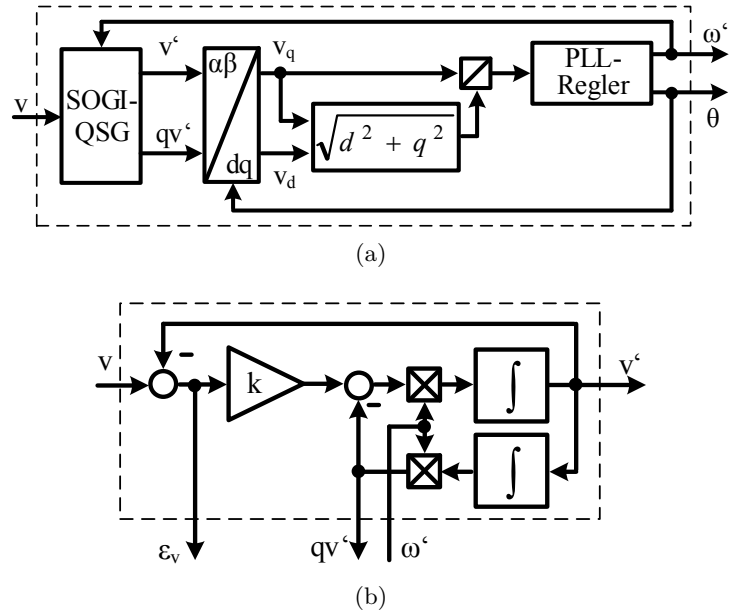 v
SOGI-
QSG
v‘
qv‘
αβ
dq
v_q
v_d
√d² + q²
PLL-
Regler
ω‘
θ
(a)
v
−
k
−
∫
∫
v‘
ε_v
qv‘
ω‘
(b)